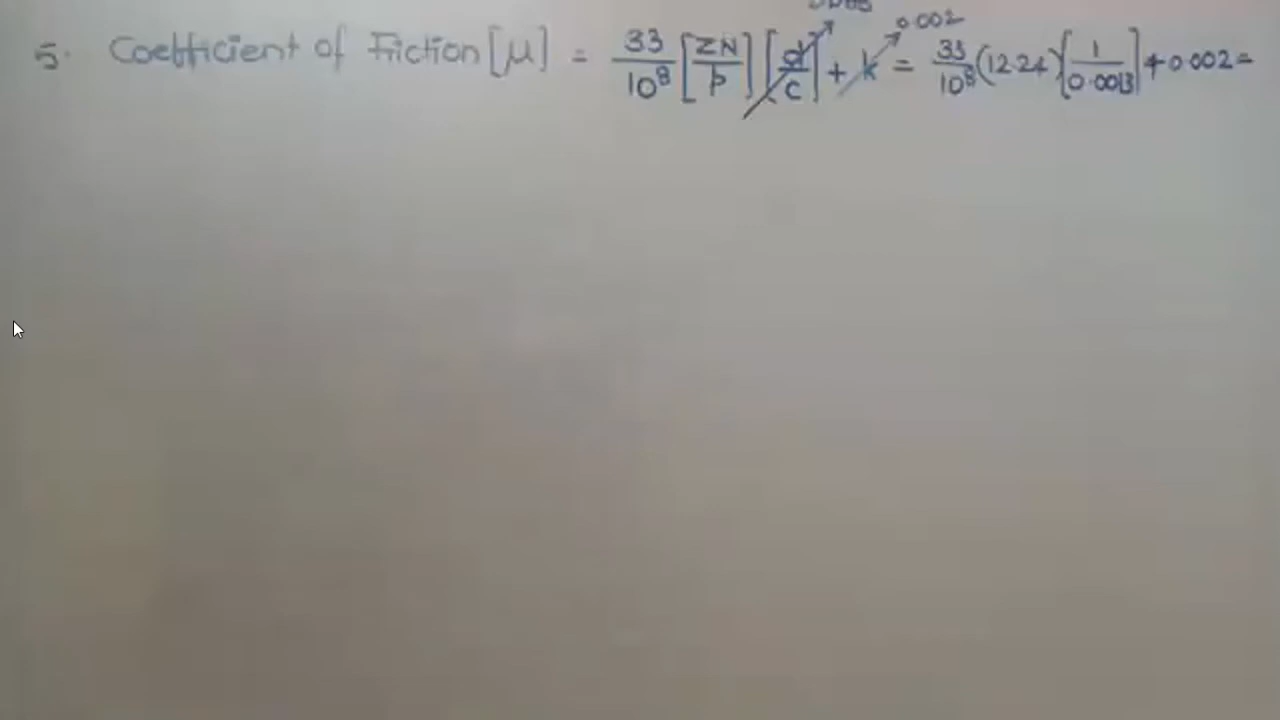 5. Coefficient of Friction [μ] = 33/10⁸ [ZN/p] [d/c] + k = 33/10⁸ (12.24) [1/0.0013] + 0.002 =
0.002